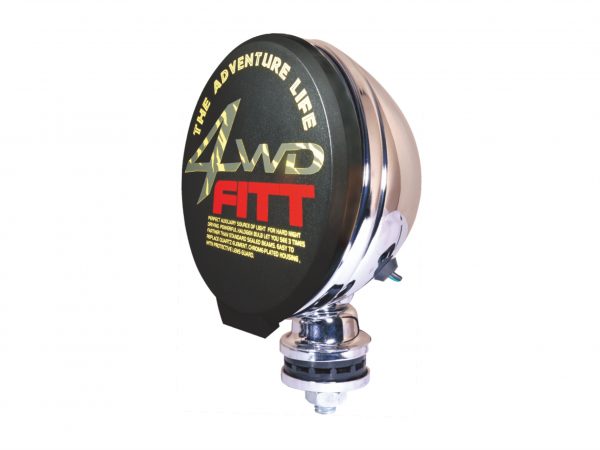 THE ADVENTURE LIFE
4WD
FITT
PERFECT AUXILIARY SOURCE OF LIGHT FOR HARD NIGHT
DRIVING. POWERFUL HALOGEN BULB LET YOU SEE 3 TIMES
FARTHER THAN STANDARD SEALED BEAMS. EASY TO
REPLACE QUARTZ ELEMENT. CHROME-PLATED HOUSING,
WITH PROTECTIVE LENS GUARD.